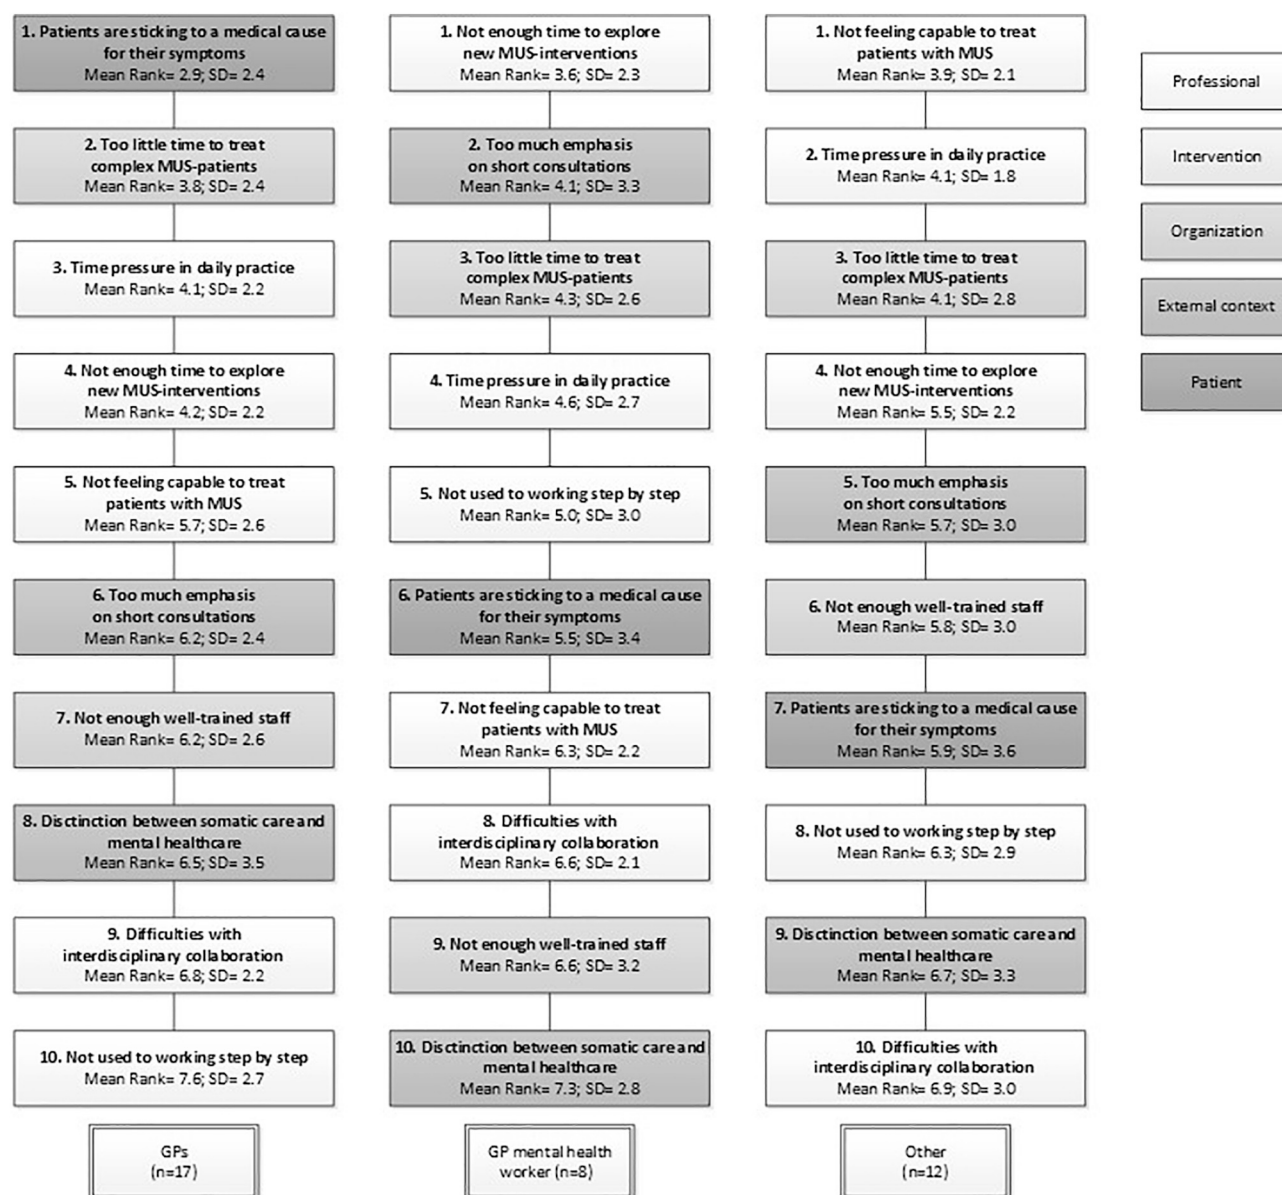 1. Patients are sticking to a medical cause
for their symptoms
Mean Rank= 2.9; SD= 2.4
2. Too little time to treat
complex MUS-patients
Mean Rank= 3.8; SD= 2.4
3. Time pressure in daily practice
Mean Rank= 4.1; SD= 2.2
4. Not enough time to explore
new MUS-interventions
Mean Rank= 4.2; SD= 2.2
5. Not feeling capable to treat
patients with MUS
Mean Rank= 5.7; SD= 2.6
6. Too much emphasis
on short consultations
Mean Rank= 6.2; SD= 2.4
7. Not enough well-trained staff
Mean Rank= 6.2; SD= 2.6
8. Disctinction between somatic care and
mental healthcare
Mean Rank= 6.5; SD= 3.5
9. Difficulties with
interdisciplinary collaboration
Mean Rank= 6.8; SD= 2.2
10. Not used to working step by step
Mean Rank= 7.6; SD= 2.7
GPs
(n=17)
1. Not enough time to explore
new MUS-interventions
Mean Rank= 3.6; SD= 2.3
2. Too much emphasis
on short consultations
Mean Rank= 4.1; SD= 3.3
3. Too little time to treat
complex MUS-patients
Mean Rank= 4.3; SD= 2.6
4. Time pressure in daily practice
Mean Rank= 4.6; SD= 2.7
5. Not used to working step by step
Mean Rank= 5.0; SD= 3.0
6. Patients are sticking to a medical cause
for their symptoms
Mean Rank= 5.5; SD= 3.4
7. Not feeling capable to treat
patients with MUS
Mean Rank= 6.3; SD= 2.2
8. Difficulties with
interdisciplinary collaboration
Mean Rank= 6.6; SD= 2.1
9. Not enough well-trained staff
Mean Rank= 6.6; SD= 3.2
10. Disctinction between somatic care and
mental healthcare
Mean Rank= 7.3; SD= 2.8
GP mental health
worker (n=8)
1. Not feeling capable to treat
patients with MUS
Mean Rank= 3.9; SD= 2.1
2. Time pressure in daily practice
Mean Rank= 4.1; SD= 1.8
3. Too little time to treat
complex MUS-patients
Mean Rank= 4.1; SD= 2.8
4. Not enough time to explore
new MUS-interventions
Mean Rank= 5.5; SD= 2.2
5. Too much emphasis
on short consultations
Mean Rank= 5.7; SD= 3.0
6. Not enough well-trained staff
Mean Rank= 5.8; SD= 3.0
7. Patients are sticking to a medical cause
for their symptoms
Mean Rank= 5.9; SD= 3.6
8. Not used to working step by step
Mean Rank= 6.3; SD= 2.9
9. Disctinction between somatic care and
mental healthcare
Mean Rank= 6.7; SD= 3.3
10. Difficulties with
interdisciplinary collaboration
Mean Rank= 6.9; SD= 3.0
Other
(n=12)
Professional
Intervention
Organization
External context
Patient